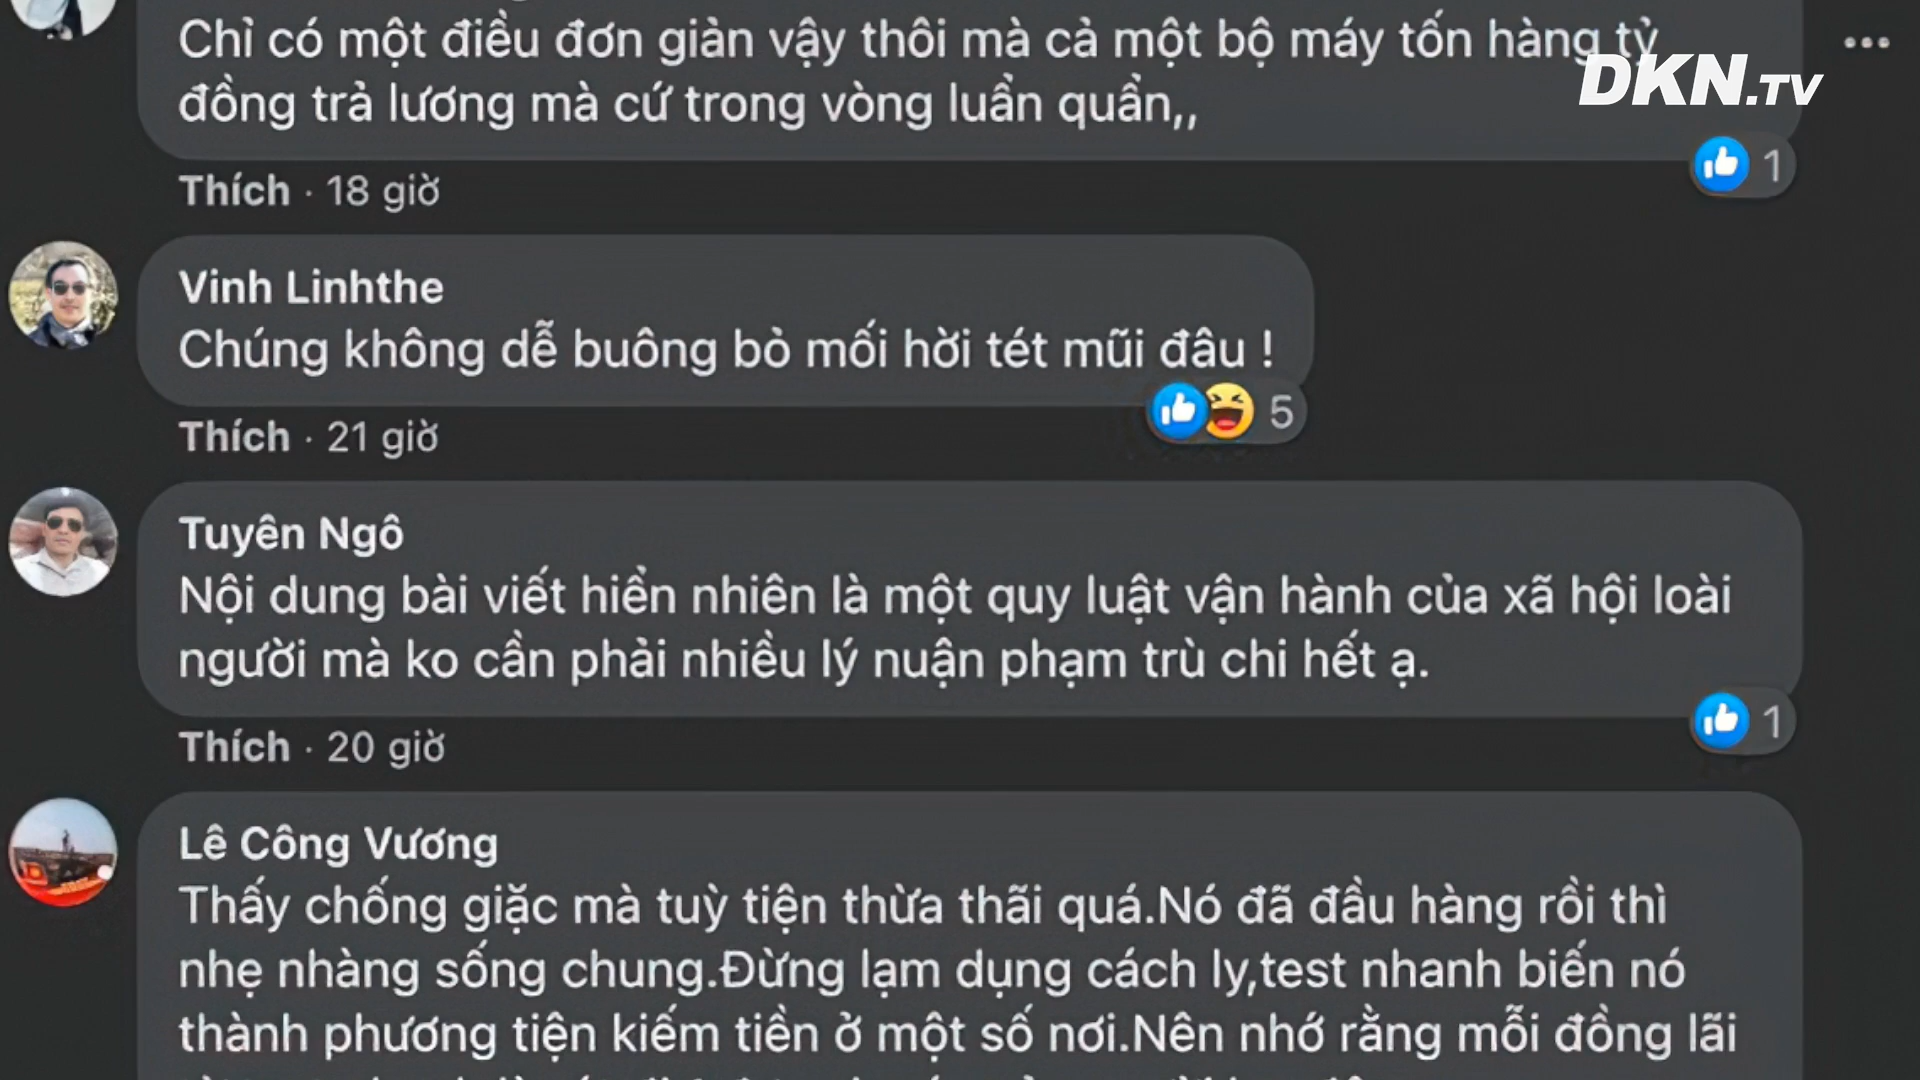 Chỉ có một điều đơn giản vậy thôi mà cả một bộ máy tốn hàng tỷ
DKN.TV
đồng trả lương mà cứ trong vòng luẩn quẩn,,
1
Thích · 18 giờ
Vinh Linhthe
Chúng không dễ buông bỏ mối hời tét mũi đâu !
5
Thích · 21 giờ
Tuyên Ngô
Nội dung bài viết hiển nhiên là một quy luật vận hành của xã hội loài
người mà ko cần phải nhiều lý nuận phạm trù chi hết ạ.
1
Thích · 20 giờ
Lê Công Vương
Thấy chống giặc mà tuỳ tiện thừa thãi quá.Nó đã đầu hàng rồi thì
nhẹ nhàng sống chung.Đừng lạm dụng cách ly,test nhanh biến nó
thành phương tiện kiếm tiền ở một số nơi.Nên nhớ rằng mỗi đồng lãi